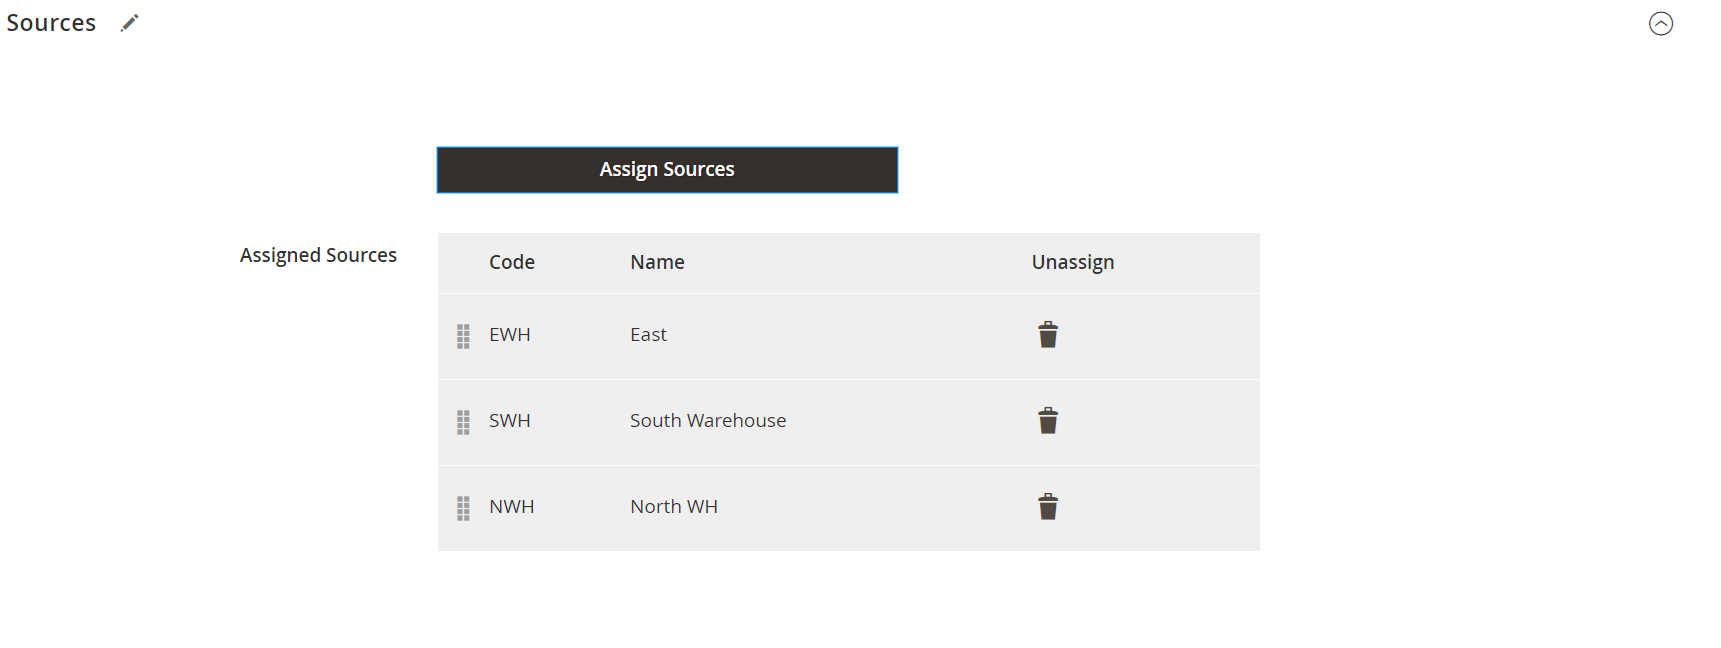 Sources
Assign Sources
Assigned Sources
Code Name Unassign
EWH East
SWH South Warehouse
NWH North WH